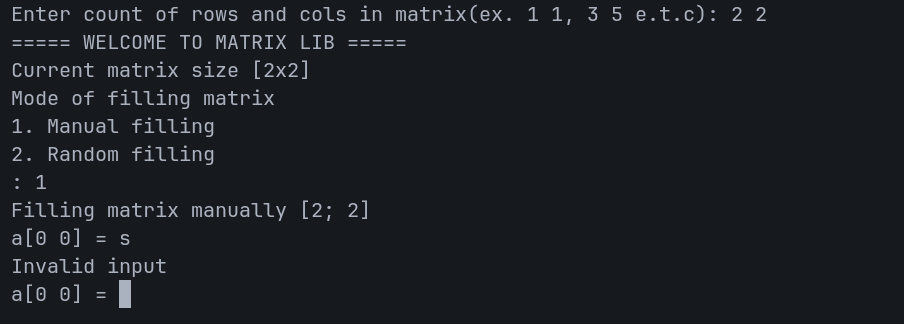 Enter count of rows and cols in matrix(ex. 1 1, 3 5 e.t.c): 2 2
===== WELCOME TO MATRIX LIB =====
Current matrix size [2x2]
Mode of filling matrix
1. Manual filling
2. Random filling
: 1
Filling matrix manually [2; 2]
a[0 0] = s
Invalid input
a[0 0] =